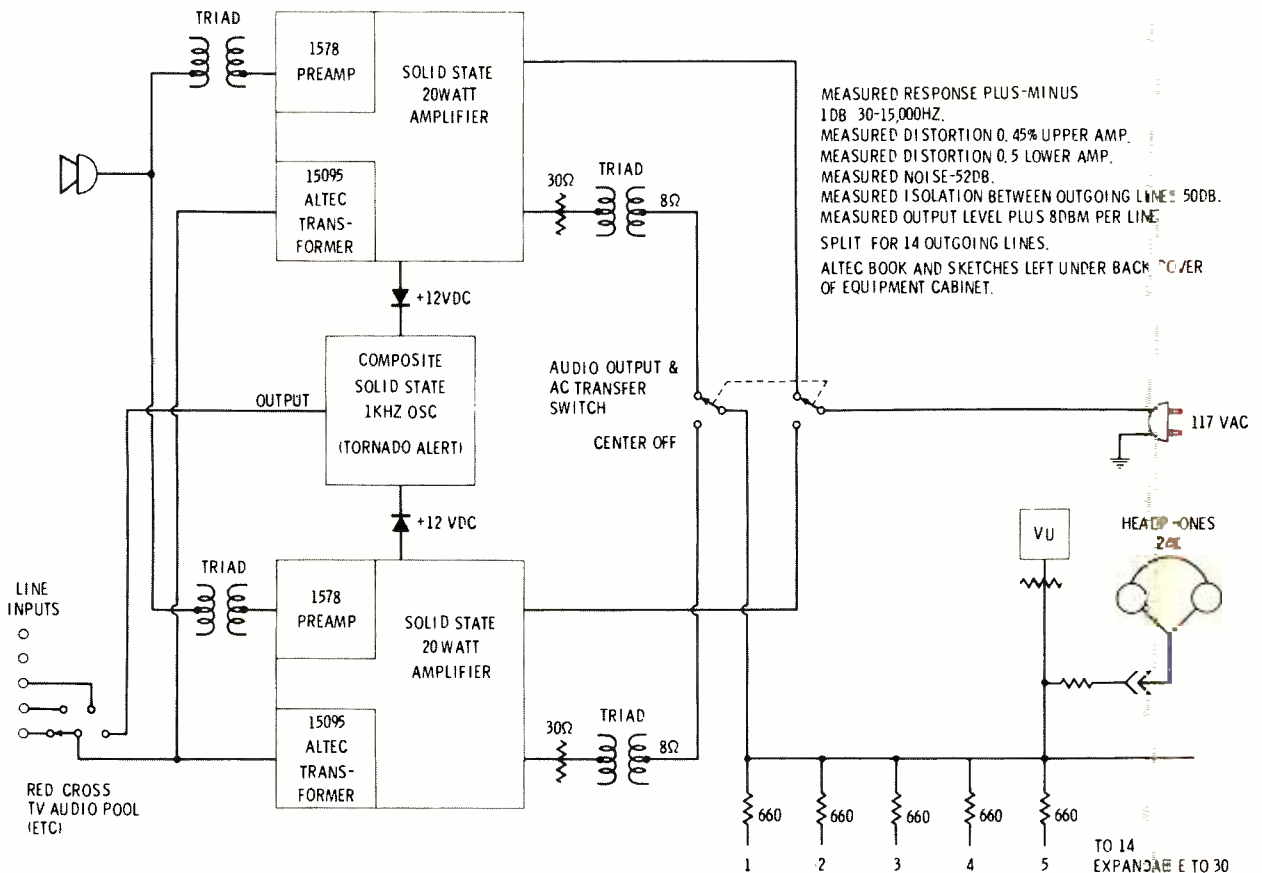 TRIAD
1578
PREAMP
SOLID STATE
20WATT
AMPLIFIER
15095
ALTEC
TRANS-
FORMER
30Ω
TRIAD
8Ω
MEASURED RESPONSE PLUS-MINUS
1DB 30-15,000HZ.
MEASURED DISTORTION 0.45% UPPER AMP.
MEASURED DISTORTION 0.5 LOWER AMP.
MEASURED NOISE-52DB.
MEASURED ISOLATION BETWEEN OUTGOING LINES 50DB.
MEASURED OUTPUT LEVEL PLUS 8DBM PER LINE
SPLIT FOR 14 OUTGOING LINES.
ALTEC BOOK AND SKETCHES LEFT UNDER BACK COVER
OF EQUIPMENT CABINET.
+12VDC
COMPOSITE
SOLID STATE
1KHZ OSC
(TORNADO ALERT)
OUTPUT
AUDIO OUTPUT &
AC TRANSFER
SWITCH
CENTER OFF
117 VAC
+12 VDC
VU
HEADPHONES
TRIAD
1578
PREAMP
SOLID STATE
20WATT
AMPLIFIER
LINE
INPUTS
15095
ALTEC
TRANS-
FORMER
30Ω
TRIAD
8Ω
RED CROSS
TV AUDIO POOL
(ETC)
660
660
660
660
660
1
2
3
4
5
TO 14
EXPANDABLE TO 30